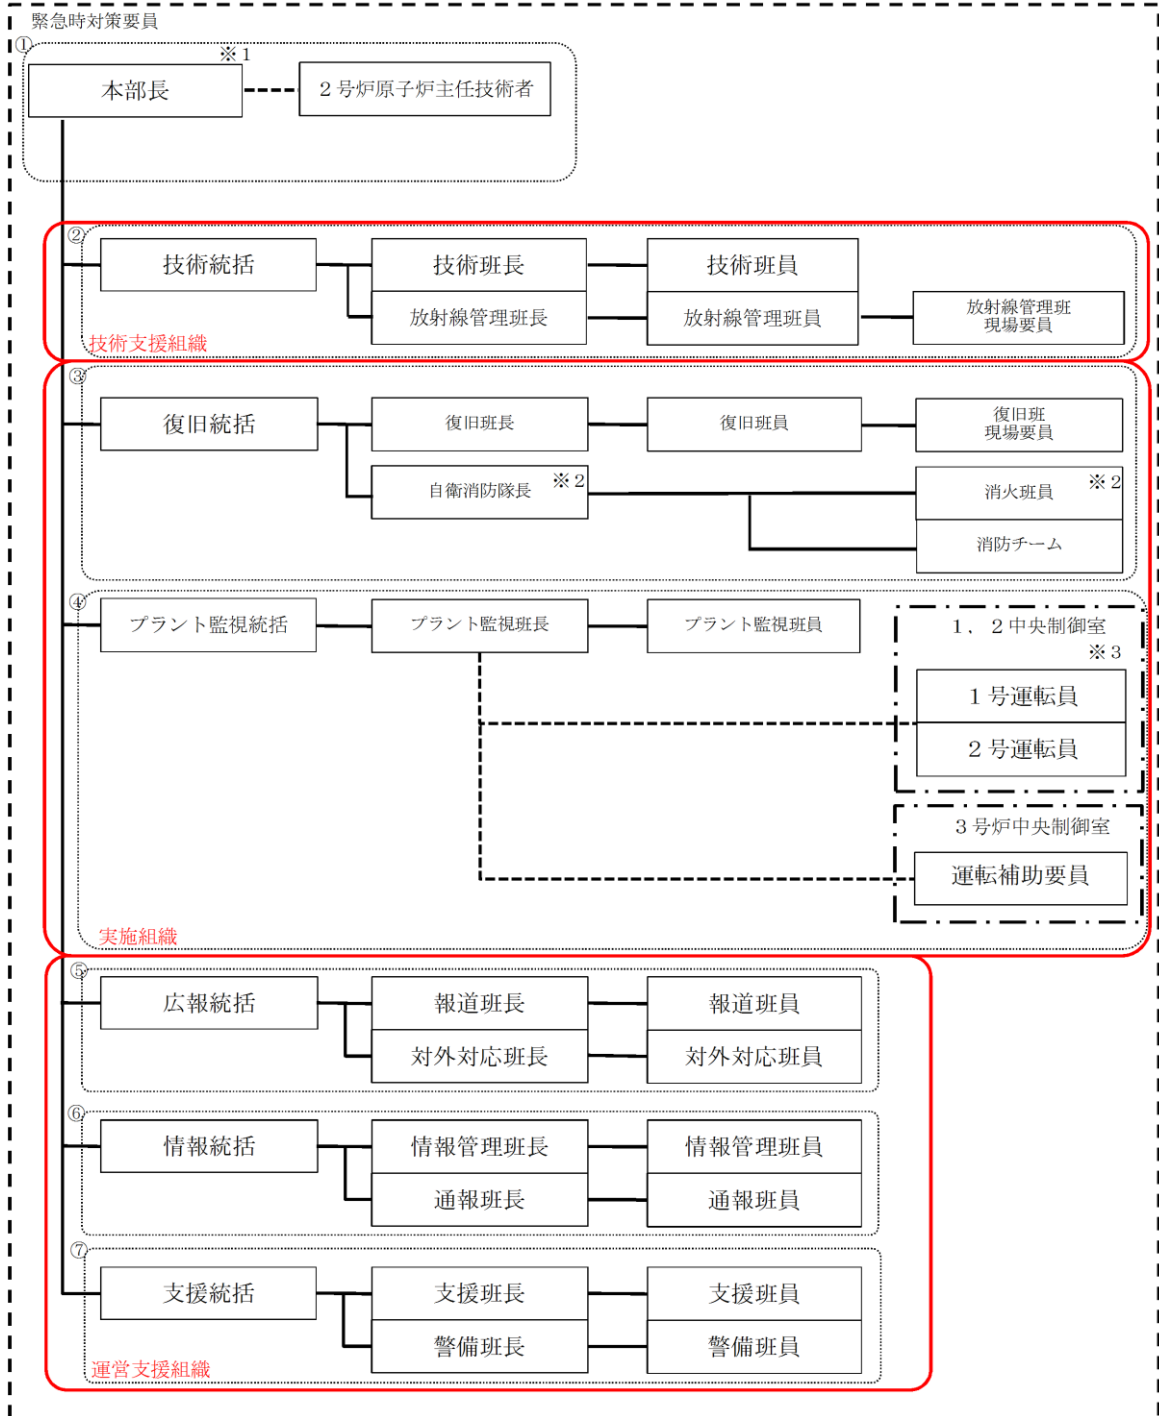 緊急時対策要員
①
※1
本部長
2号炉原子炉主任技術者
②
技術統括
技術班長
技術班員
放射線管理班長
放射線管理班員
放射線管理班
現場要員
技術支援組織
③
復旧統括
復旧班長
復旧班員
復旧班
現場要員
自衛消防隊長
※2
消火班員
※2
消防チーム
④
プラント監視統括
プラント監視班長
プラント監視班員
1，2中央制御室
※3
1号運転員
2号運転員
3号炉中央制御室
運転補助要員
実施組織
⑤
広報統括
報道班長
報道班員
対外対応班長
対外対応班員
⑥
情報統括
情報管理班長
情報管理班員
通報班長
通報班員
⑦
支援統括
支援班長
支援班員
警備班長
警備班員
運営支援組織